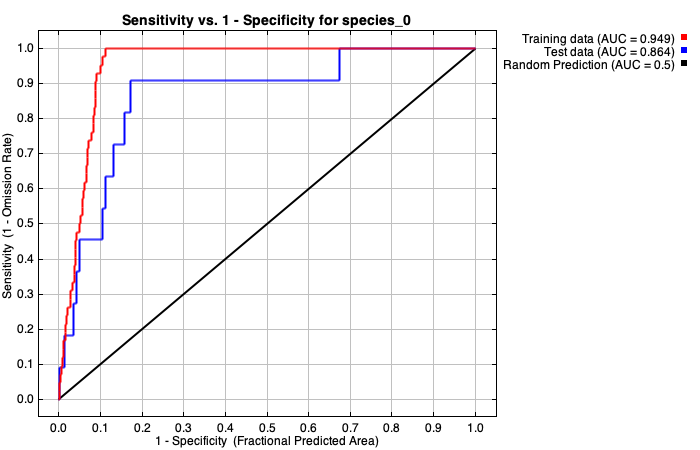 Sensitivity vs. 1 - Specificity for species_0
Training data (AUC = 0.949)
Test data (AUC = 0.864)
Random Prediction (AUC = 0.5)
Sensitivity (1 - Omission Rate)
1.0
0.9
0.8
0.7
0.6
0.5
0.4
0.3
0.2
0.1
0.0
0.0 0.1 0.2 0.3 0.4 0.5 0.6 0.7 0.8 0.9 1.0
1 - Specificity (Fractional Predicted Area)